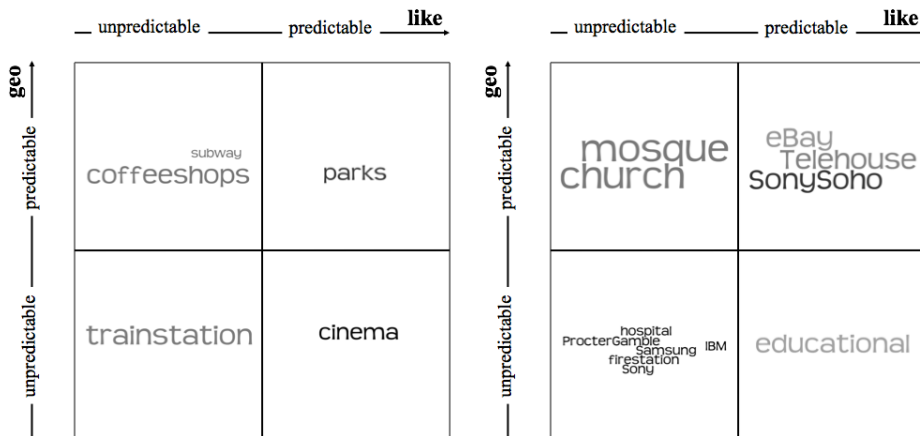 like
unpredictable predictable
geo
predictable
unpredictable
subway
coffeeshops
parks
trainstation
cinema
like
unpredictable predictable
geo
predictable
unpredictable
mosque
church
eBay
Telehouse
SonySoho
hospital
ProcterGamble
Samsung IBM
firestation
Sony
educational